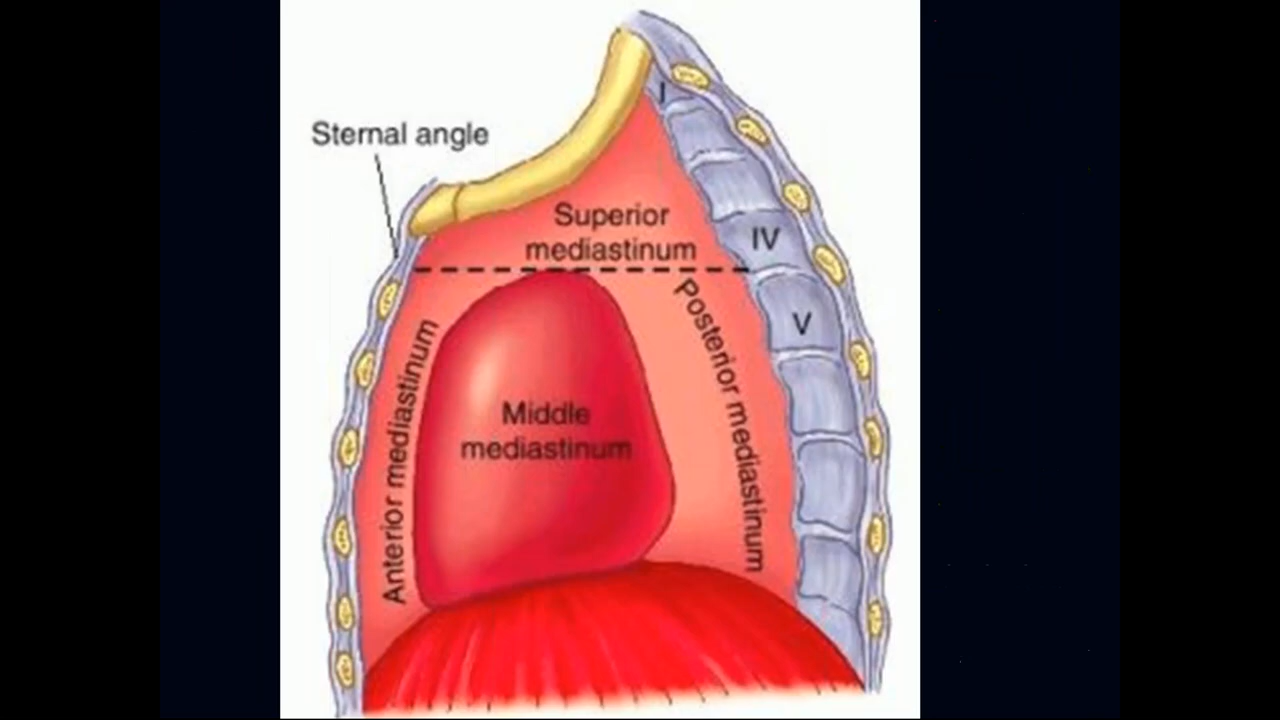 I
Sternal angle
Superior
mediastinum
IV
V
Posterior mediastinum
Anterior mediastinum
Middle
mediastinum